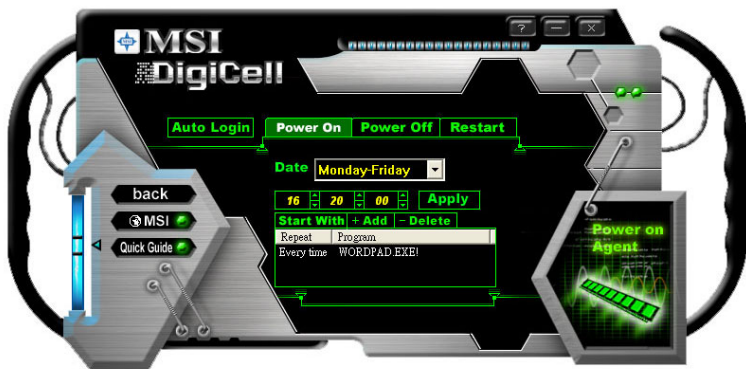 ? — X
MSI
DigiCell
Auto Login Power On Power Off Restart
Date Monday-Friday
16 20 00 Apply
Start With + Add - Delete
Repeat Program
Every time WORDPAD.EXE!
back
MSI
Quick Guide
Power on
Agent